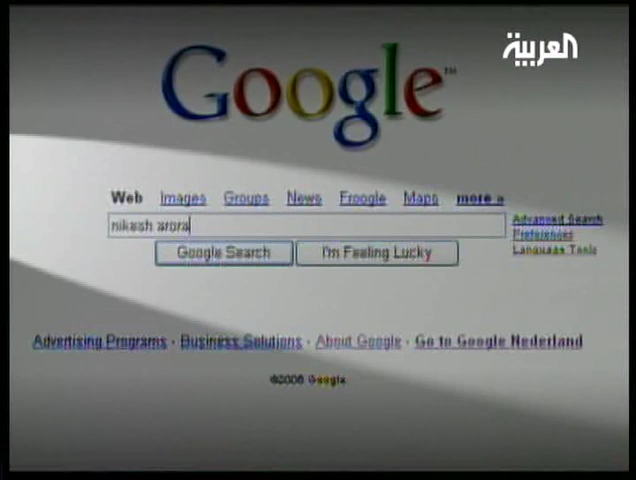 العربية
Google™
Web Images Groups News Froogle Maps more »
nikesh arora
Advanced Search
Preferences
Language Tools
Google Search I'm Feeling Lucky
Advertising Programs - Business Solutions - About Google - Go to Google Nederland
©2006 Google